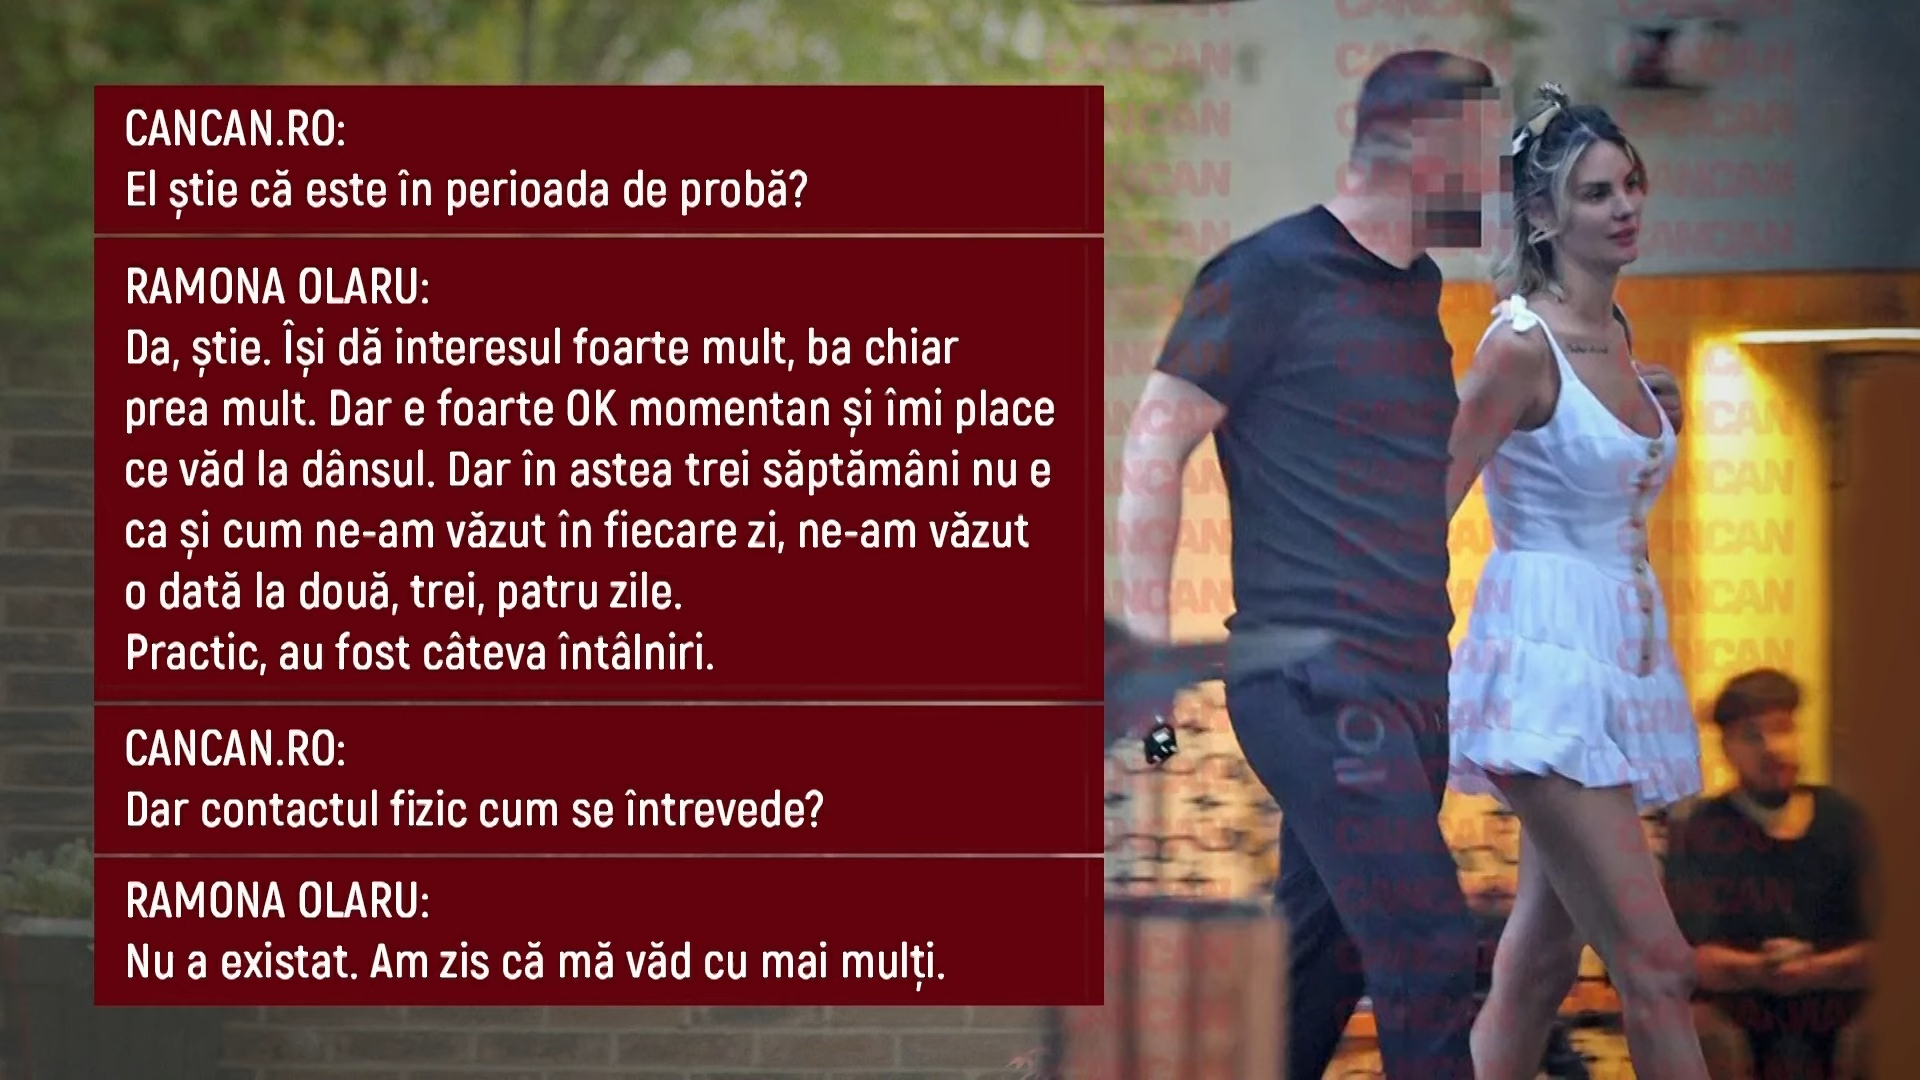 CANCAN.RO:
El știe că este în perioada de probă?
RAMONA OLARU:
Da, știe. Își dă interesul foarte mult, ba chiar
prea mult. Dar e foarte OK momentan și îmi place
ce văd la dânsul. Dar în astea trei săptămâni nu e
ca și cum ne-am văzut în fiecare zi, ne-am văzut
o dată la două, trei, patru zile.
Practic, au fost câteva întâlniri.
CANCAN.RO:
Dar contactul fizic cum se întrevede?
RAMONA OLARU:
Nu a existat. Am zis că mă văd cu mai mulți.
CANCAN